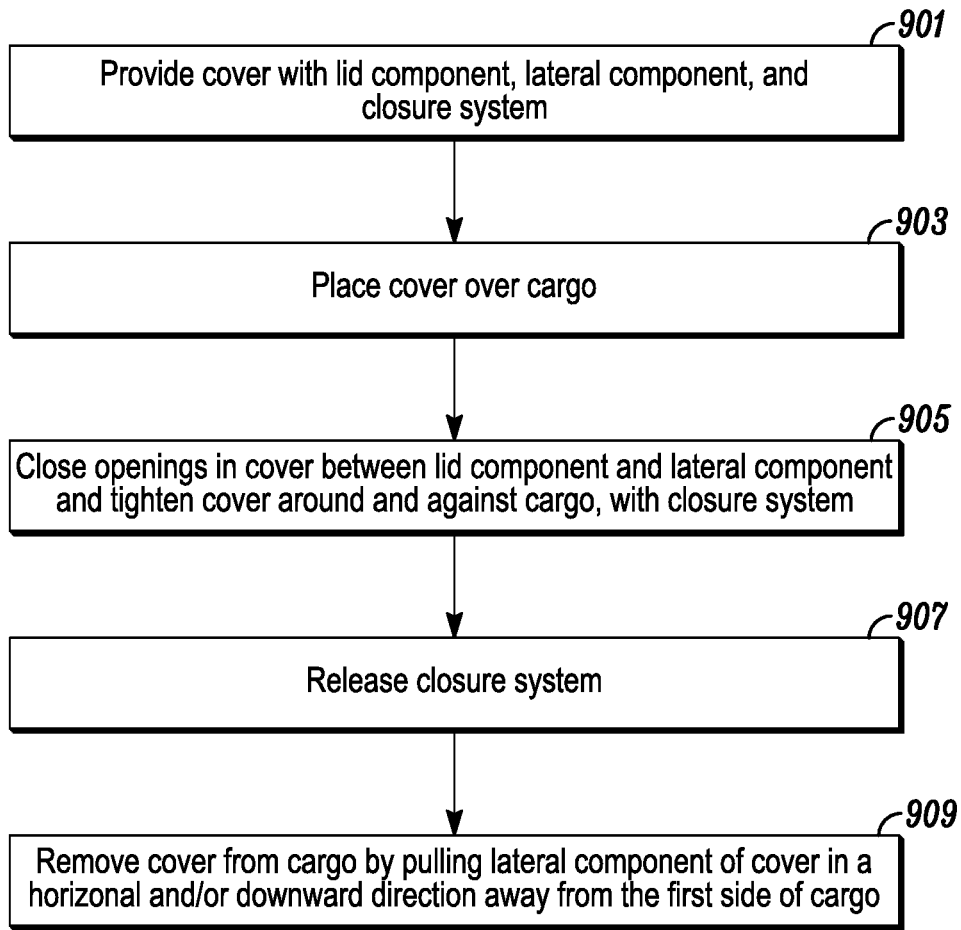 901
Provide cover with lid component, lateral component, and
closure system
903
Place cover over cargo
905
Close openings in cover between lid component and lateral component
and tighten cover around and against cargo, with closure system
907
Release closure system
909
Remove cover from cargo by pulling lateral component of cover in a
horizonal and/or downward direction away from the first side of cargo